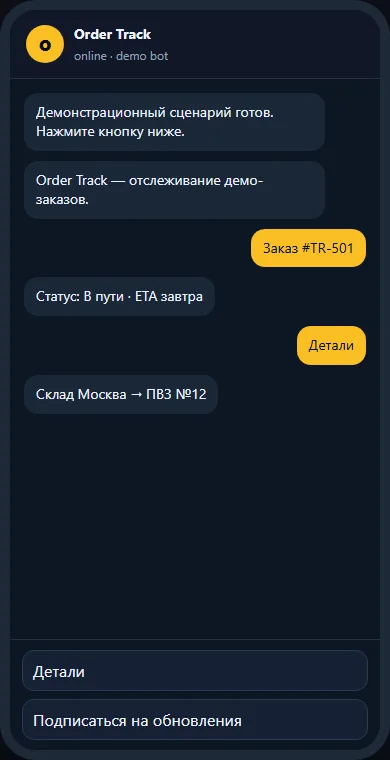 o
Order Track
online · demo bot
Демонстрационный сценарий готов.
Нажмите кнопку ниже.
Order Track — отслеживание демо-
заказов.
Заказ #TR-501
Статус: В пути · ETA завтра
Детали
Склад Москва → ПВЗ №12
Детали
Подписаться на обновления